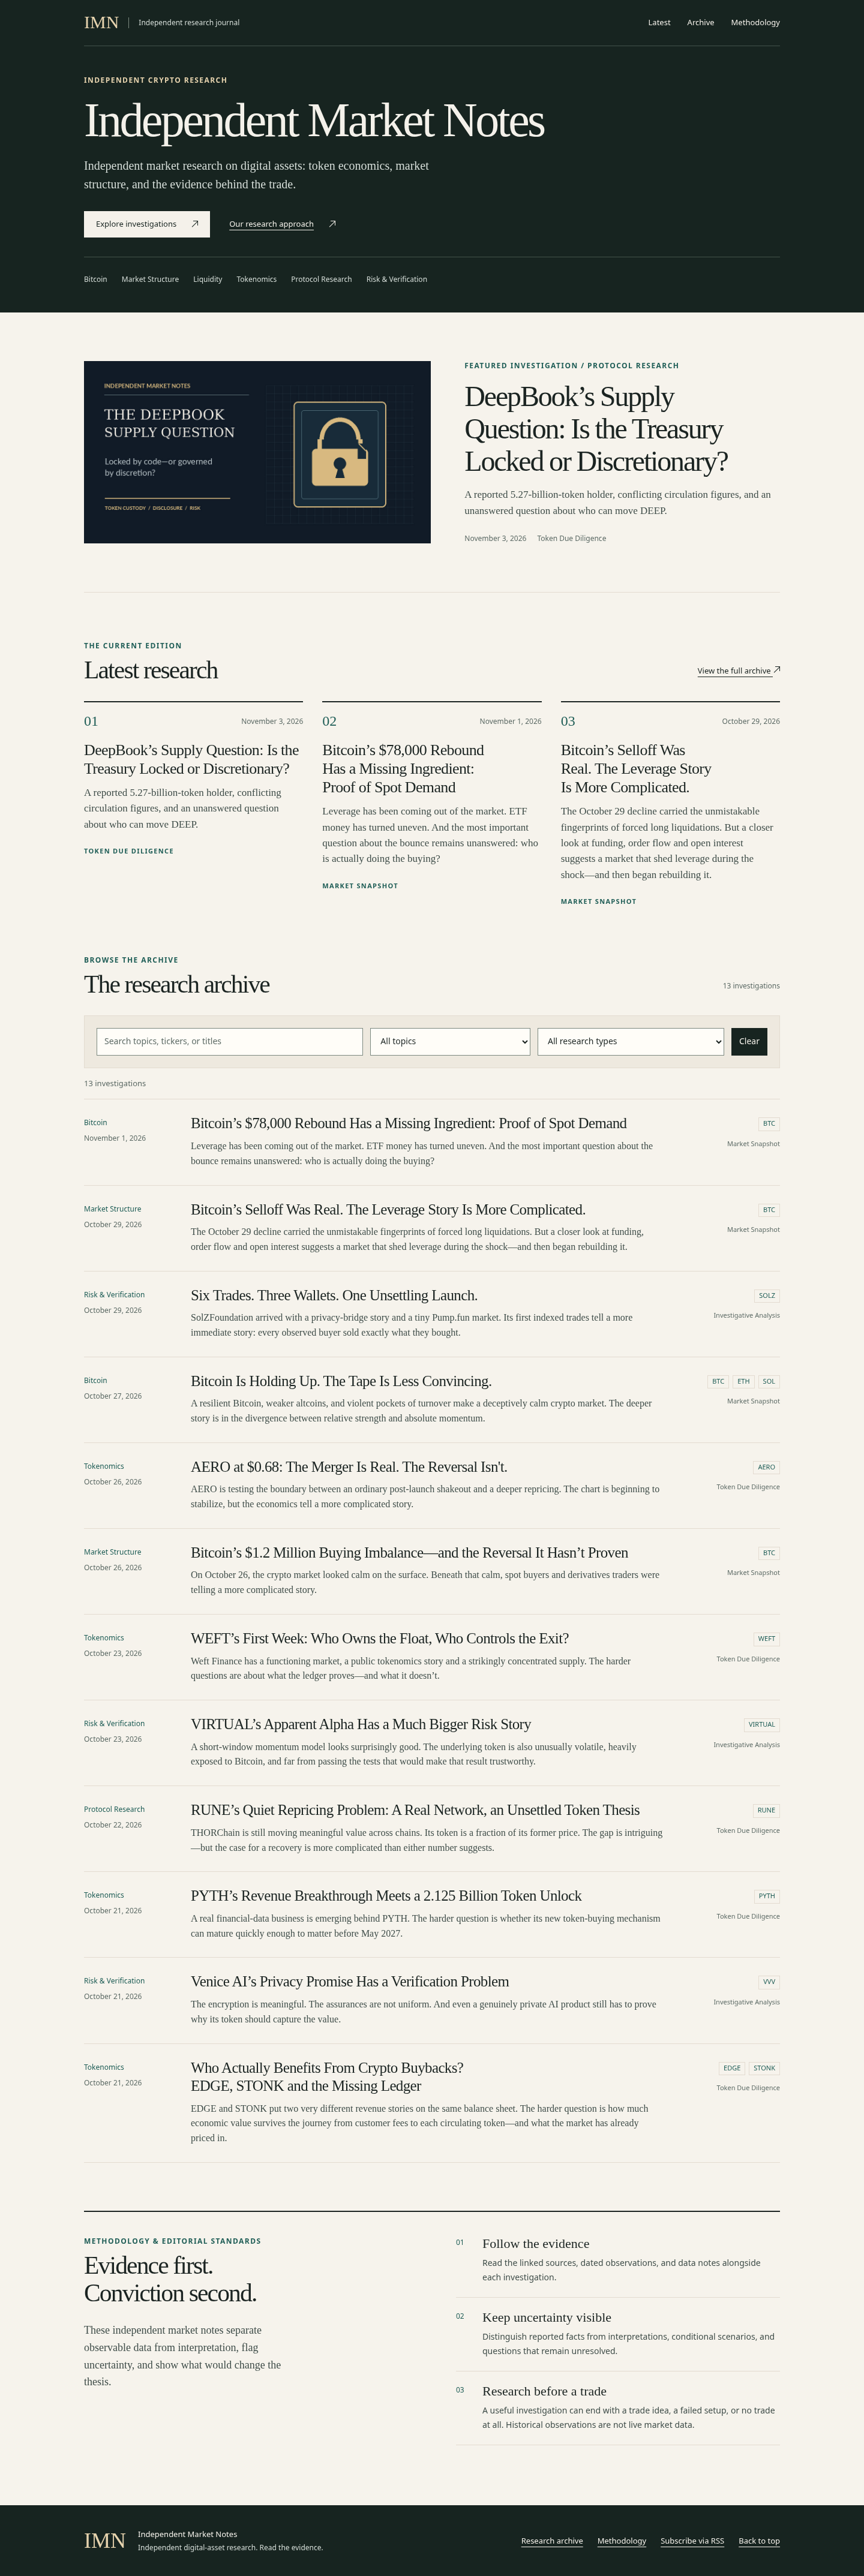 IMN
Independent research journal
Latest
Archive
Methodology
INDEPENDENT CRYPTO RESEARCH
Independent Market Notes
Independent market research on digital assets: token economics, market
structure, and the evidence behind the trade.
Explore investigations
Our research approach
Bitcoin
Market Structure
Liquidity
Tokenomics
Protocol Research
Risk & Verification
INDEPENDENT MARKET NOTES
THE DEEPBOOK
SUPPLY QUESTION
Locked by code—or governed
by discretion?
TOKEN CUSTODY / DISCLOSURE / RISK
FEATURED INVESTIGATION / PROTOCOL RESEARCH
DeepBook’s Supply
Question: Is the Treasury
Locked or Discretionary?
A reported 5.27-billion-token holder, conflicting circulation figures, and an
unanswered question about who can move DEEP.
November 3, 2026
Token Due Diligence
THE CURRENT EDITION
Latest research
View the full archive
01
November 3, 2026
DeepBook’s Supply Question: Is the
Treasury Locked or Discretionary?
A reported 5.27-billion-token holder, conflicting
circulation figures, and an unanswered question
about who can move DEEP.
TOKEN DUE DILIGENCE
02
November 1, 2026
Bitcoin’s $78,000 Rebound
Has a Missing Ingredient:
Proof of Spot Demand
Leverage has been coming out of the market. ETF
money has turned uneven. And the most important
question about the bounce remains unanswered: who
is actually doing the buying?
MARKET SNAPSHOT
03
October 29, 2026
Bitcoin’s Selloff Was
Real. The Leverage Story
Is More Complicated.
The October 29 decline carried the unmistakable
fingerprints of forced long liquidations. But a closer
look at funding, order flow and open interest
suggests a market that shed leverage during the
shock—and then began rebuilding it.
MARKET SNAPSHOT
BROWSE THE ARCHIVE
The research archive
13 investigations
Search topics, tickers, or titles
All topics
All research types
Clear
13 investigations
Bitcoin
November 1, 2026
Bitcoin’s $78,000 Rebound Has a Missing Ingredient: Proof of Spot Demand
Leverage has been coming out of the market. ETF money has turned uneven. And the most important question about the
bounce remains unanswered: who is actually doing the buying?
BTC
Market Snapshot
Market Structure
October 29, 2026
Bitcoin’s Selloff Was Real. The Leverage Story Is More Complicated.
The October 29 decline carried the unmistakable fingerprints of forced long liquidations. But a closer look at funding,
order flow and open interest suggests a market that shed leverage during the shock—and then began rebuilding it.
BTC
Market Snapshot
Risk & Verification
October 29, 2026
Six Trades. Three Wallets. One Unsettling Launch.
SolZFoundation arrived with a privacy-bridge story and a tiny Pump.fun market. Its first indexed trades tell a more
immediate story: every observed buyer sold exactly what they bought.
SOLZ
Investigative Analysis
Bitcoin
October 27, 2026
Bitcoin Is Holding Up. The Tape Is Less Convincing.
A resilient Bitcoin, weaker altcoins, and violent pockets of turnover make a deceptively calm crypto market. The deeper
story is in the divergence between relative strength and absolute momentum.
BTC
ETH
SOL
Market Snapshot
Tokenomics
October 26, 2026
AERO at $0.68: The Merger Is Real. The Reversal Isn't.
AERO is testing the boundary between an ordinary post-launch shakeout and a deeper repricing. The chart is beginning to
stabilize, but the economics tell a more complicated story.
AERO
Token Due Diligence
Market Structure
October 26, 2026
Bitcoin’s $1.2 Million Buying Imbalance—and the Reversal It Hasn’t Proven
On October 26, the crypto market looked calm on the surface. Beneath that calm, spot buyers and derivatives traders were
telling a more complicated story.
BTC
Market Snapshot
Tokenomics
October 23, 2026
WEFT’s First Week: Who Owns the Float, Who Controls the Exit?
Weft Finance has a functioning market, a public tokenomics story and a strikingly concentrated supply. The harder
questions are about what the ledger proves—and what it doesn’t.
WEFT
Token Due Diligence
Risk & Verification
October 23, 2026
VIRTUAL’s Apparent Alpha Has a Much Bigger Risk Story
A short-window momentum model looks surprisingly good. The underlying token is also unusually volatile, heavily
exposed to Bitcoin, and far from passing the tests that would make that result trustworthy.
VIRTUAL
Investigative Analysis
Protocol Research
October 22, 2026
RUNE’s Quiet Repricing Problem: A Real Network, an Unsettled Token Thesis
THORChain is still moving meaningful value across chains. Its token is a fraction of its former price. The gap is intriguing
—but the case for a recovery is more complicated than either number suggests.
RUNE
Token Due Diligence
Tokenomics
October 21, 2026
PYTH’s Revenue Breakthrough Meets a 2.125 Billion Token Unlock
A real financial-data business is emerging behind PYTH. The harder question is whether its new token-buying mechanism
can mature quickly enough to matter before May 2027.
PYTH
Token Due Diligence
Risk & Verification
October 21, 2026
Venice AI’s Privacy Promise Has a Verification Problem
The encryption is meaningful. The assurances are not uniform. And even a genuinely private AI product still has to prove
why its token should capture the value.
VVV
Investigative Analysis
Tokenomics
October 21, 2026
Who Actually Benefits From Crypto Buybacks?
EDGE, STONK and the Missing Ledger
EDGE and STONK put two very different revenue stories on the same balance sheet. The harder question is how much
economic value survives the journey from customer fees to each circulating token—and what the market has already
priced in.
EDGE
STONK
Token Due Diligence
METHODOLOGY & EDITORIAL STANDARDS
Evidence first.
Conviction second.
These independent market notes separate
observable data from interpretation, flag
uncertainty, and show what would change the
thesis.
01
Follow the evidence
Read the linked sources, dated observations, and data notes alongside
each investigation.
02
Keep uncertainty visible
Distinguish reported facts from interpretations, conditional scenarios, and
questions that remain unresolved.
03
Research before a trade
A useful investigation can end with a trade idea, a failed setup, or no trade
at all. Historical observations are not live market data.
IMN
Independent Market Notes
Independent digital-asset research. Read the evidence.
Research archive
Methodology
Subscribe via RSS
Back to top